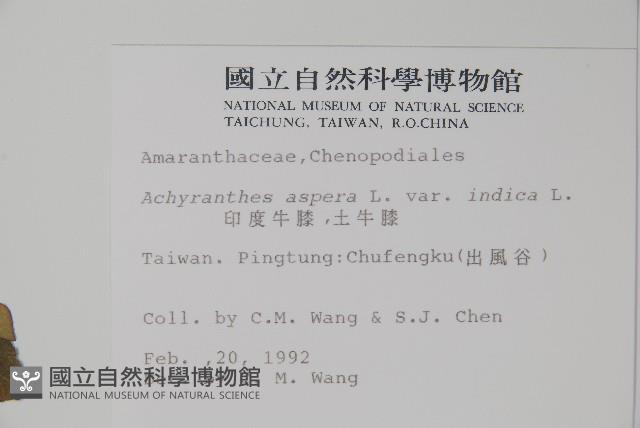 國立自然科學博物館
NATIONAL MUSEUM OF NATURAL SCIENCE
TAICHUNG, TAIWAN, R.O.CHINA
Amaranthaceae,Chenopodiales
Achyranthes aspera L. var. indica L.
印度牛膝,土牛膝
Taiwan. Pingtung:Chufengku(出風谷)
Coll. by C.M. Wang & S.J. Chen
Feb. ,20, 1992
M. Wang
國立自然科學博物館
NATIONAL MUSEUM OF NATURAL SCIENCE